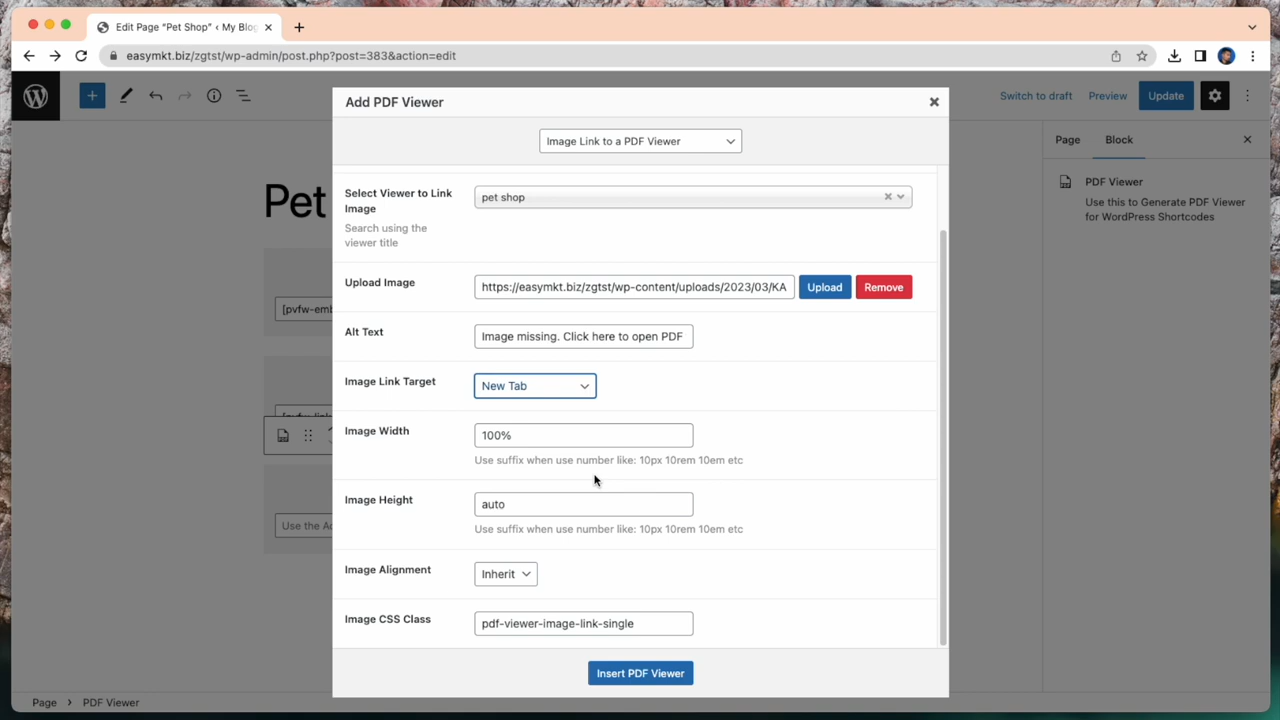 Edit Page “Pet Shop” ‹ My Blog
easymkt.biz/zgtst/wp-admin/post.php?post=383&action=edit
Switch to draft
Preview
Update
Add PDF Viewer
Image Link to a PDF Viewer
Select Viewer to Link
Image
Search using the
viewer title
pet shop
Upload Image
https://easymkt.biz/zgtst/wp-content/uploads/2023/03/KA
Upload
Remove
Alt Text
Image missing. Click here to open PDF
Image Link Target
New Tab
Image Width
100%
Use suffix when use number like: 10px 10rem 10em etc
Image Height
auto
Use suffix when use number like: 10px 10rem 10em etc
Image Alignment
Inherit
Image CSS Class
pdf-viewer-image-link-single
Insert PDF Viewer
Pet
[pvfw-emb
Use the Ad
Page
Block
PDF Viewer
Use this to Generate PDF Viewer
for WordPress Shortcodes
Page
PDF Viewer